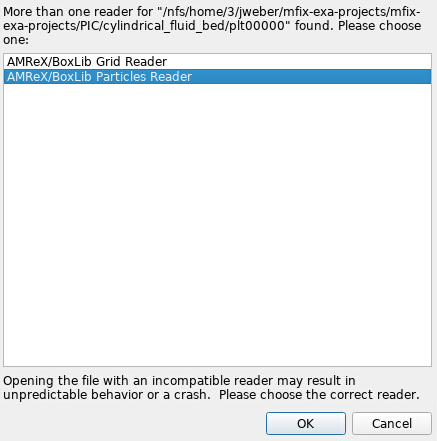 More than one reader for "/nfs/home/3/jweber/mfix-exa-projects/mfix-
exa-projects/PIC/cylindrical_fluid_bed/plt00000" found. Please choose
one:
AMReX/BoxLib Grid Reader
AMReX/BoxLib Particles Reader
Opening the file with an incompatible reader may result in
unpredictable behavior or a crash.  Please choose the correct reader.
OK
Cancel